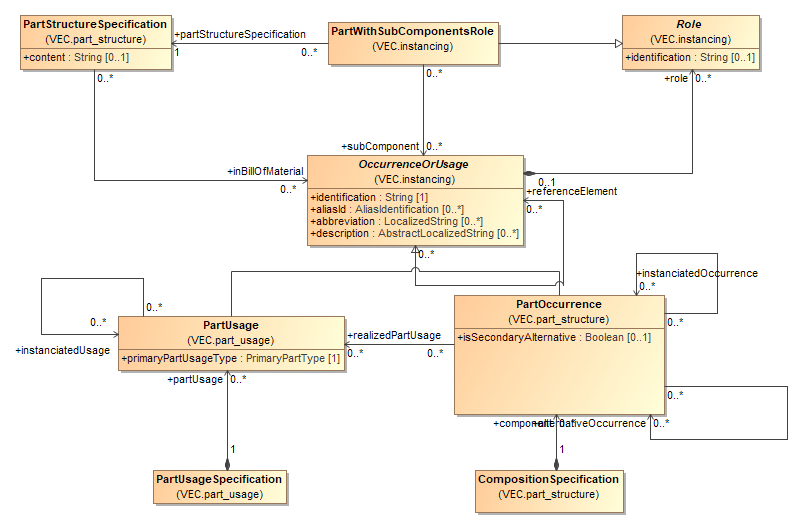 PartStructureSpecification
(VEC.part_structure)
+content : String [0..1]
+partStructureSpecification
1
0..*
PartWithSubComponentsRole
(VEC.instancing)
Role
(VEC.instancing)
+identification : String [0..1]
0..*
0..*
+role
0..*
+subComponent
0..*
+inBillOfMaterial
0..*
OccurrenceOrUsage
(VEC.instancing)
+identification : String [1]
+aliasId : AliasIdentification [0..*]
+abbreviation : LocalizedString [0..*]
+description : AbstractLocalizedString [0..*]
0..1
+referenceElement
0..*
0..*
0..*
0..*
+instanciatedUsage
PartUsage
(VEC.part_usage)
+primaryPartUsageType : PrimaryPartType [1]
+realizedPartUsage
0..*
0..*
PartOccurrence
(VEC.part_structure)
+isSecondaryAlternative : Boolean [0..1]
+instanciatedOccurrence
0..*
0..*
0..*
+partUsage
0..*
0..*
+alternativeOccurrence
0..*
1
1
PartUsageSpecification
(VEC.part_usage)
CompositionSpecification
(VEC.part_structure)